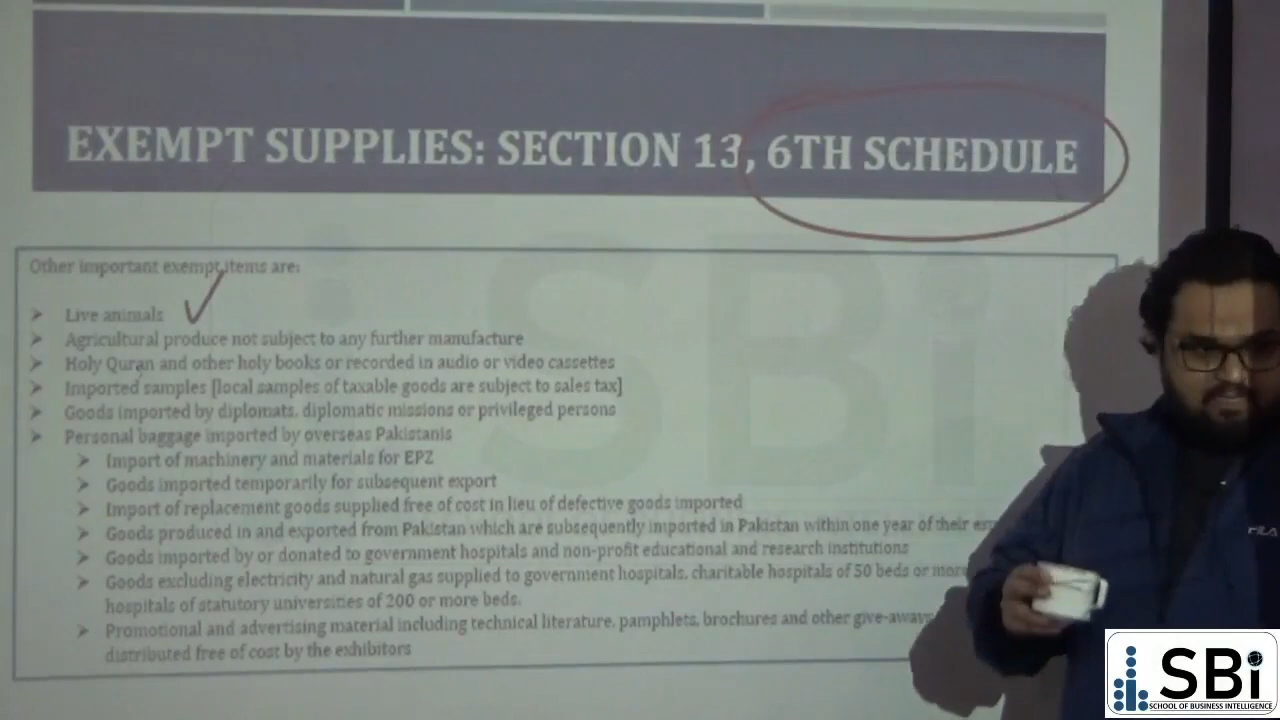 EXEMPT SUPPLIES: SECTION 13, 6TH SCHEDULE
Other important exempt items are:
➤ Live animals
➤ Agricultural produce not subject to any further manufacture
➤ Holy Quran and other holy books or recorded in audio or video cassettes
➤ Imported samples [local samples of taxable goods are subject to sales tax]
➤ Goods imported by diplomats, diplomatic missions or privileged persons
➤ Personal baggage imported by overseas Pakistanis
➤ Import of machinery and materials for EPZ
➤ Goods imported temporarily for subsequent export
➤ Import of replacement goods supplied free of cost in lieu of defective goods imported
➤ Goods produced in and exported from Pakistan which are subsequently imported in Pakistan within one year of their
➤ Goods imported by or donated to government hospitals and non-profit educational and research institutions
➤ Goods excluding electricity and natural gas supplied to government hospitals, charitable hospitals of 50 beds or more
hospitals of statutory universities of 200 or more beds.
➤ Promotional and advertising material including technical literature, pamphlets, brochures and other give-aways
distributed free of cost by the exhibitors
SBi
FILA
SBi
SCHOOL OF BUSINESS INTELLIGENCE